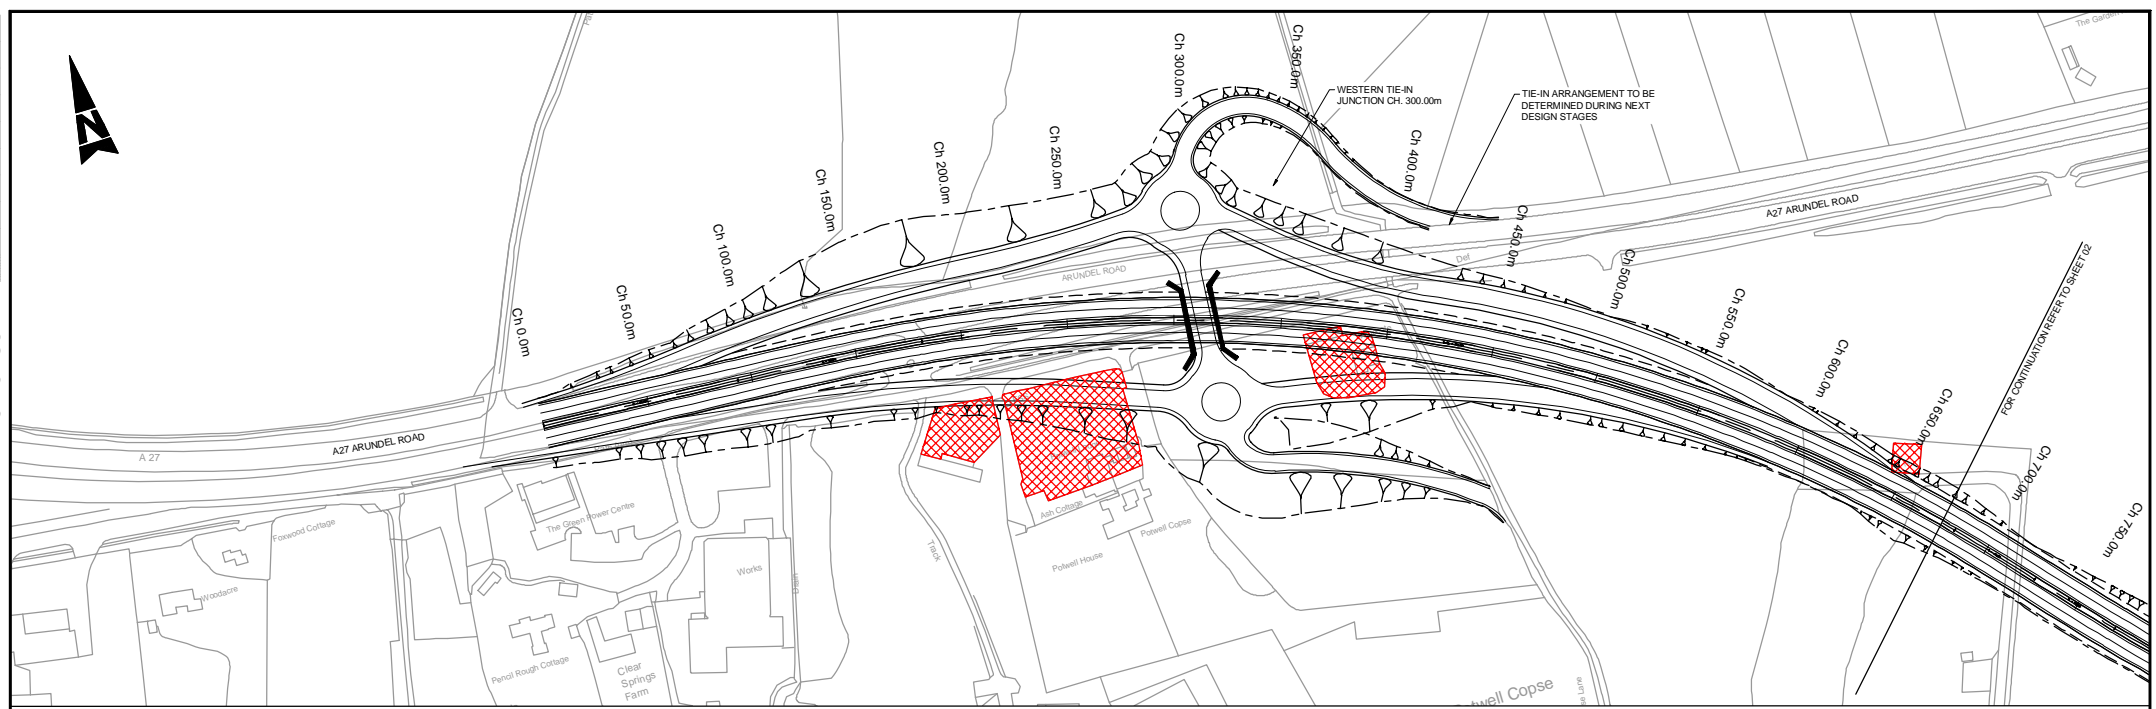 N
The Garden
Ch 300.0m
Ch 350.0m
WESTERN TIE-IN
JUNCTION CH. 300.00m
TIE-IN ARRANGEMENT TO BE
DETERMINED DURING NEXT
DESIGN STAGES
Ch 250.0m
Ch 200.0m
Ch 150.0m
Ch 100.0m
Ch 50.0m
Ch 0.0m
Ch 400.0m
Ch 450.0m
Ch 500.0m
Ch 550.0m
Ch 600.0m
Ch 650.0m
Ch 700.0m
Ch 750.0m
A27 ARUNDEL ROAD
ARUNDEL ROAD
Def
FOR CONTINUATION REFER TO SHEET 02
A27 ARUNDEL ROAD
A 27
The Green Power Centre
Foxwood Cottage
Woodacre
Works
Drain
Track
Ash Cottage
Potwell House
Potwell Copse
Pencil Rough Cottage
Clear
Springs
Farm
Potwell Copse
Lane